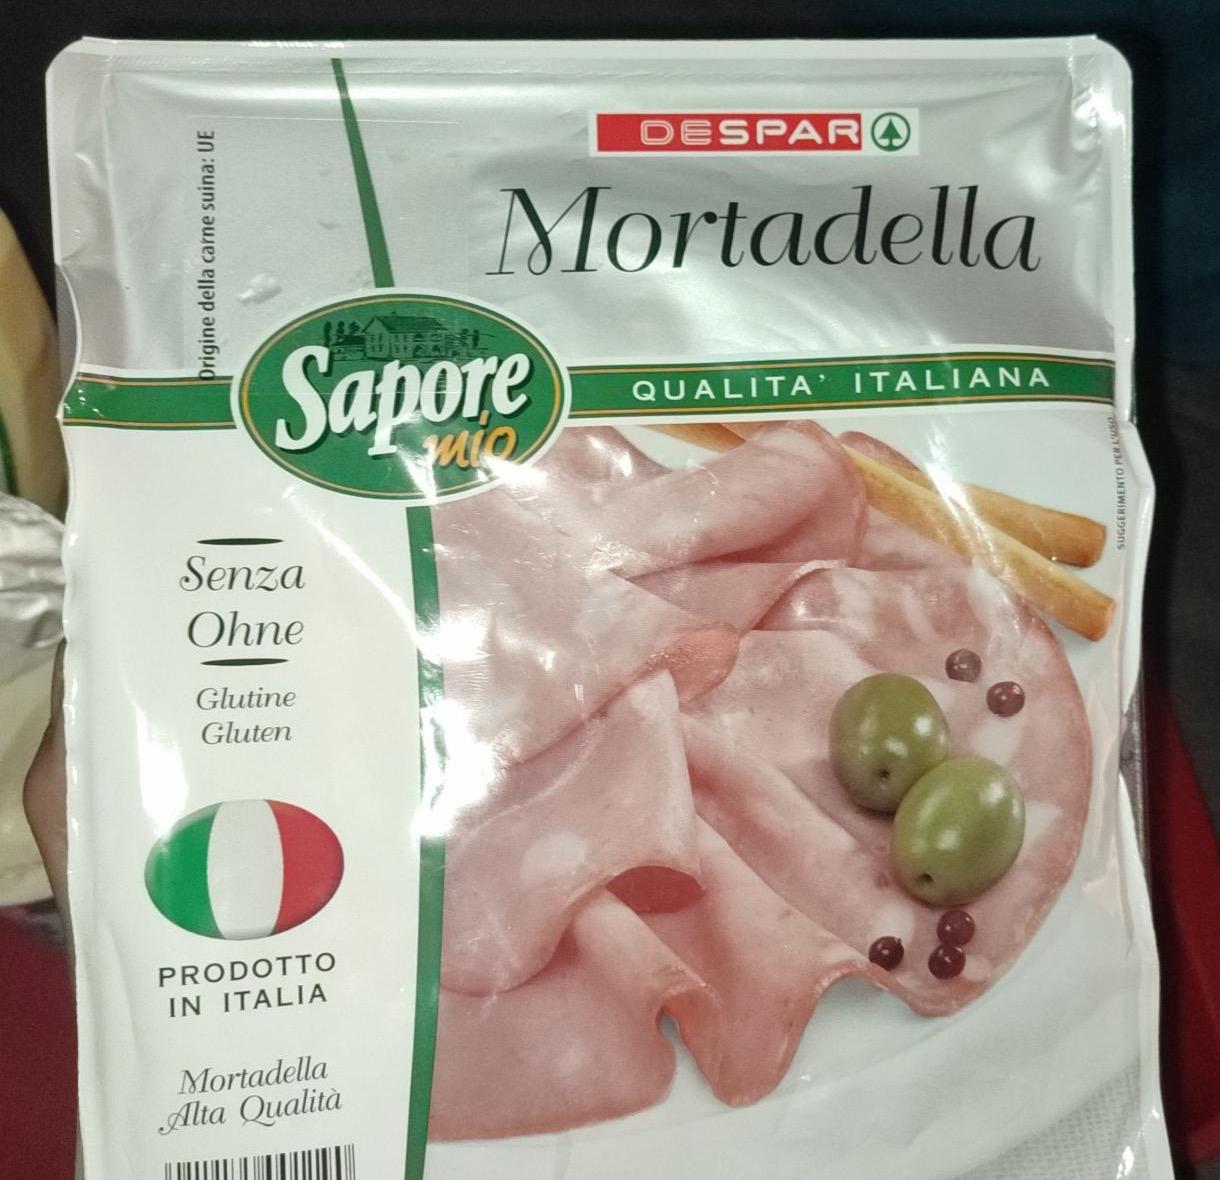 DESPAR
Mortadella
Origine della carne suina: UE
Sapore
mio
QUALITA' ITALIANA
SUGGERIMENTO PER L'USO
Senza
Ohne
Glutine
Gluten
PRODOTTO
IN ITALIA
Mortadella
Alta Qualità